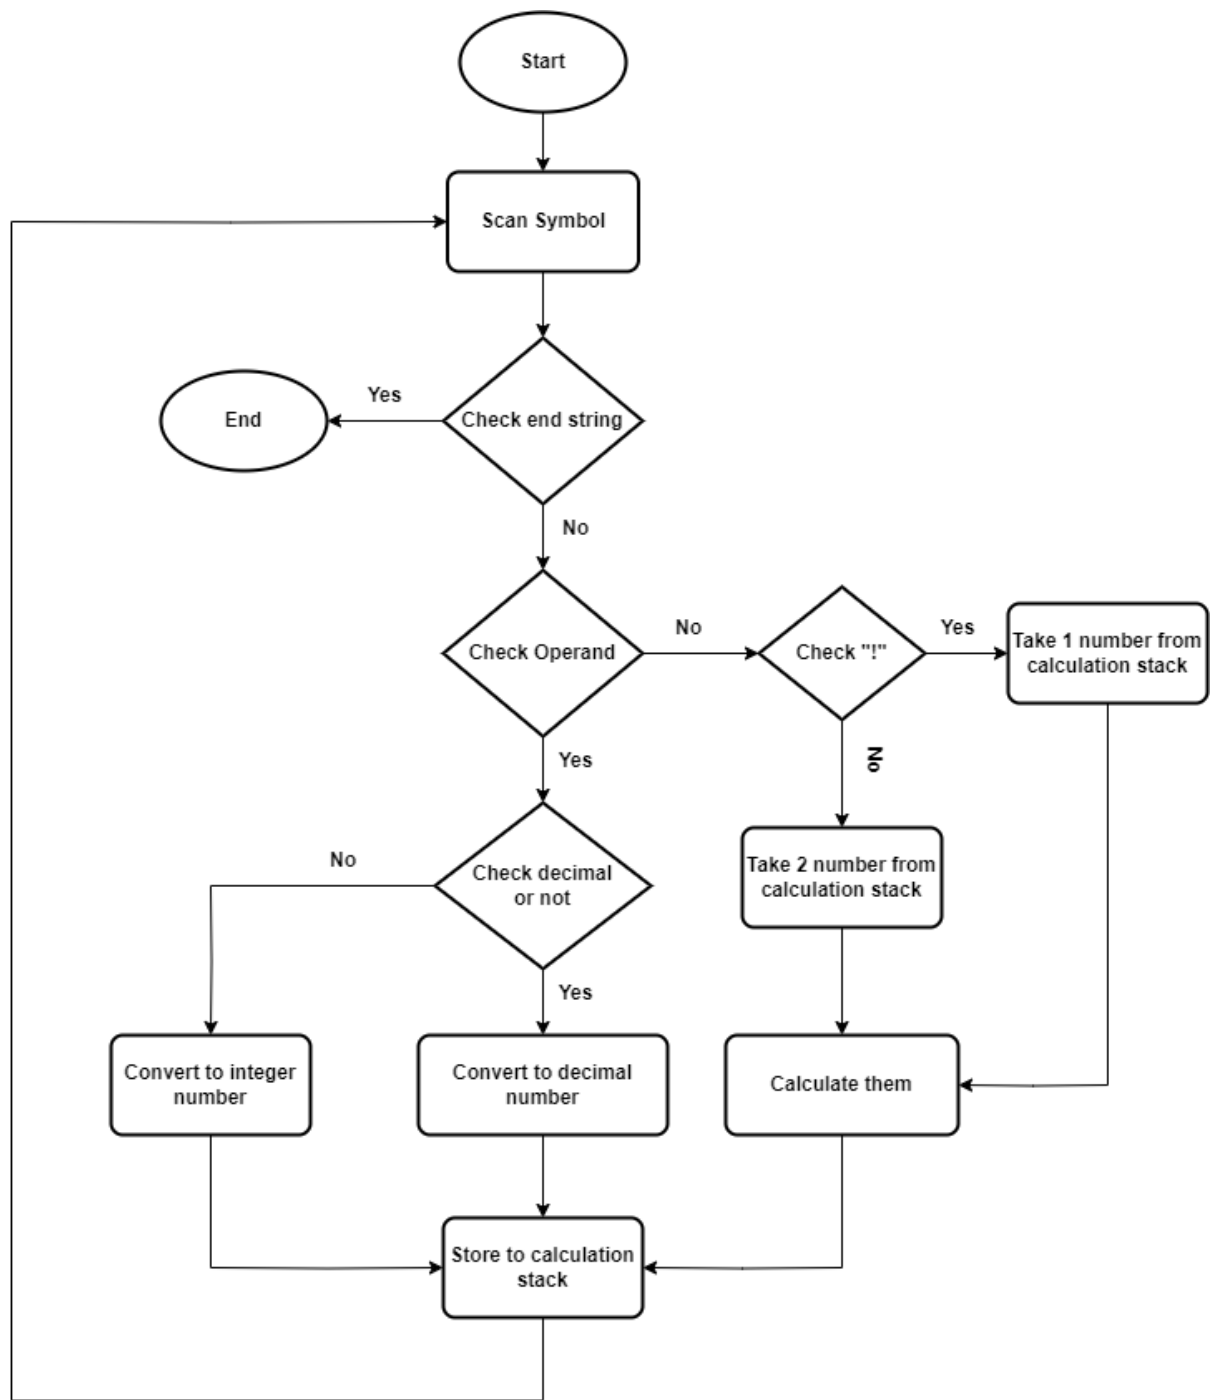 Start
Scan Symbol
Yes
End
Check end string
No
No
Yes
Check Operand
Check "!"
Take 1 number from
calculation stack
Yes
No
No
Check decimal
or not
Take 2 number from
calculation stack
Yes
Convert to integer
number
Convert to decimal
number
Calculate them
Store to calculation
stack